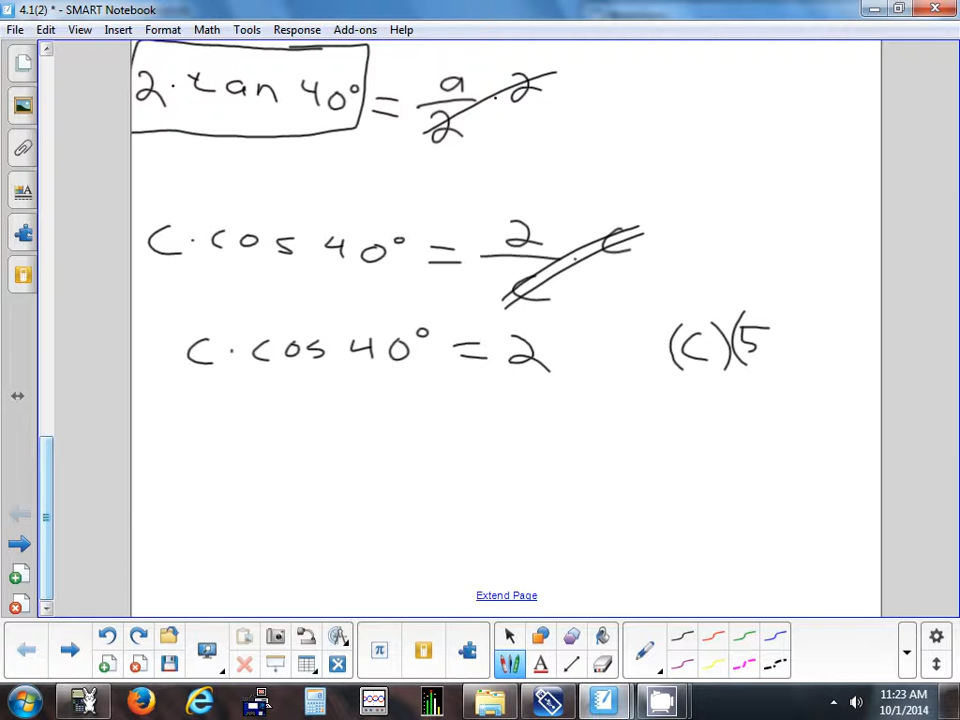 4.1(2) * - SMART Notebook
File Edit View Insert Format Math Tools Response Add-ons Help
2 · tan 40° = a/2 · 2
c · cos 40° = 2/c · c
c · cos 40° = 2 (c)(5
Extend Page
11:23 AM
10/1/2014